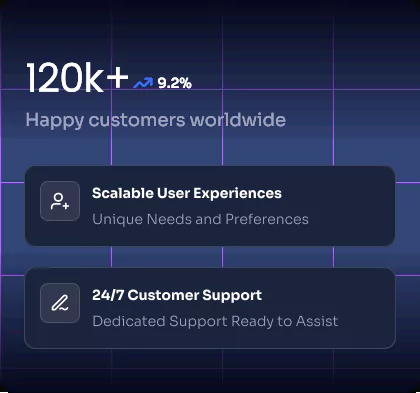 120k+ 9.2%
Happy customers worldwide
Scalable User Experiences
Unique Needs and Preferences
24/7 Customer Support
Dedicated Support Ready to Assist